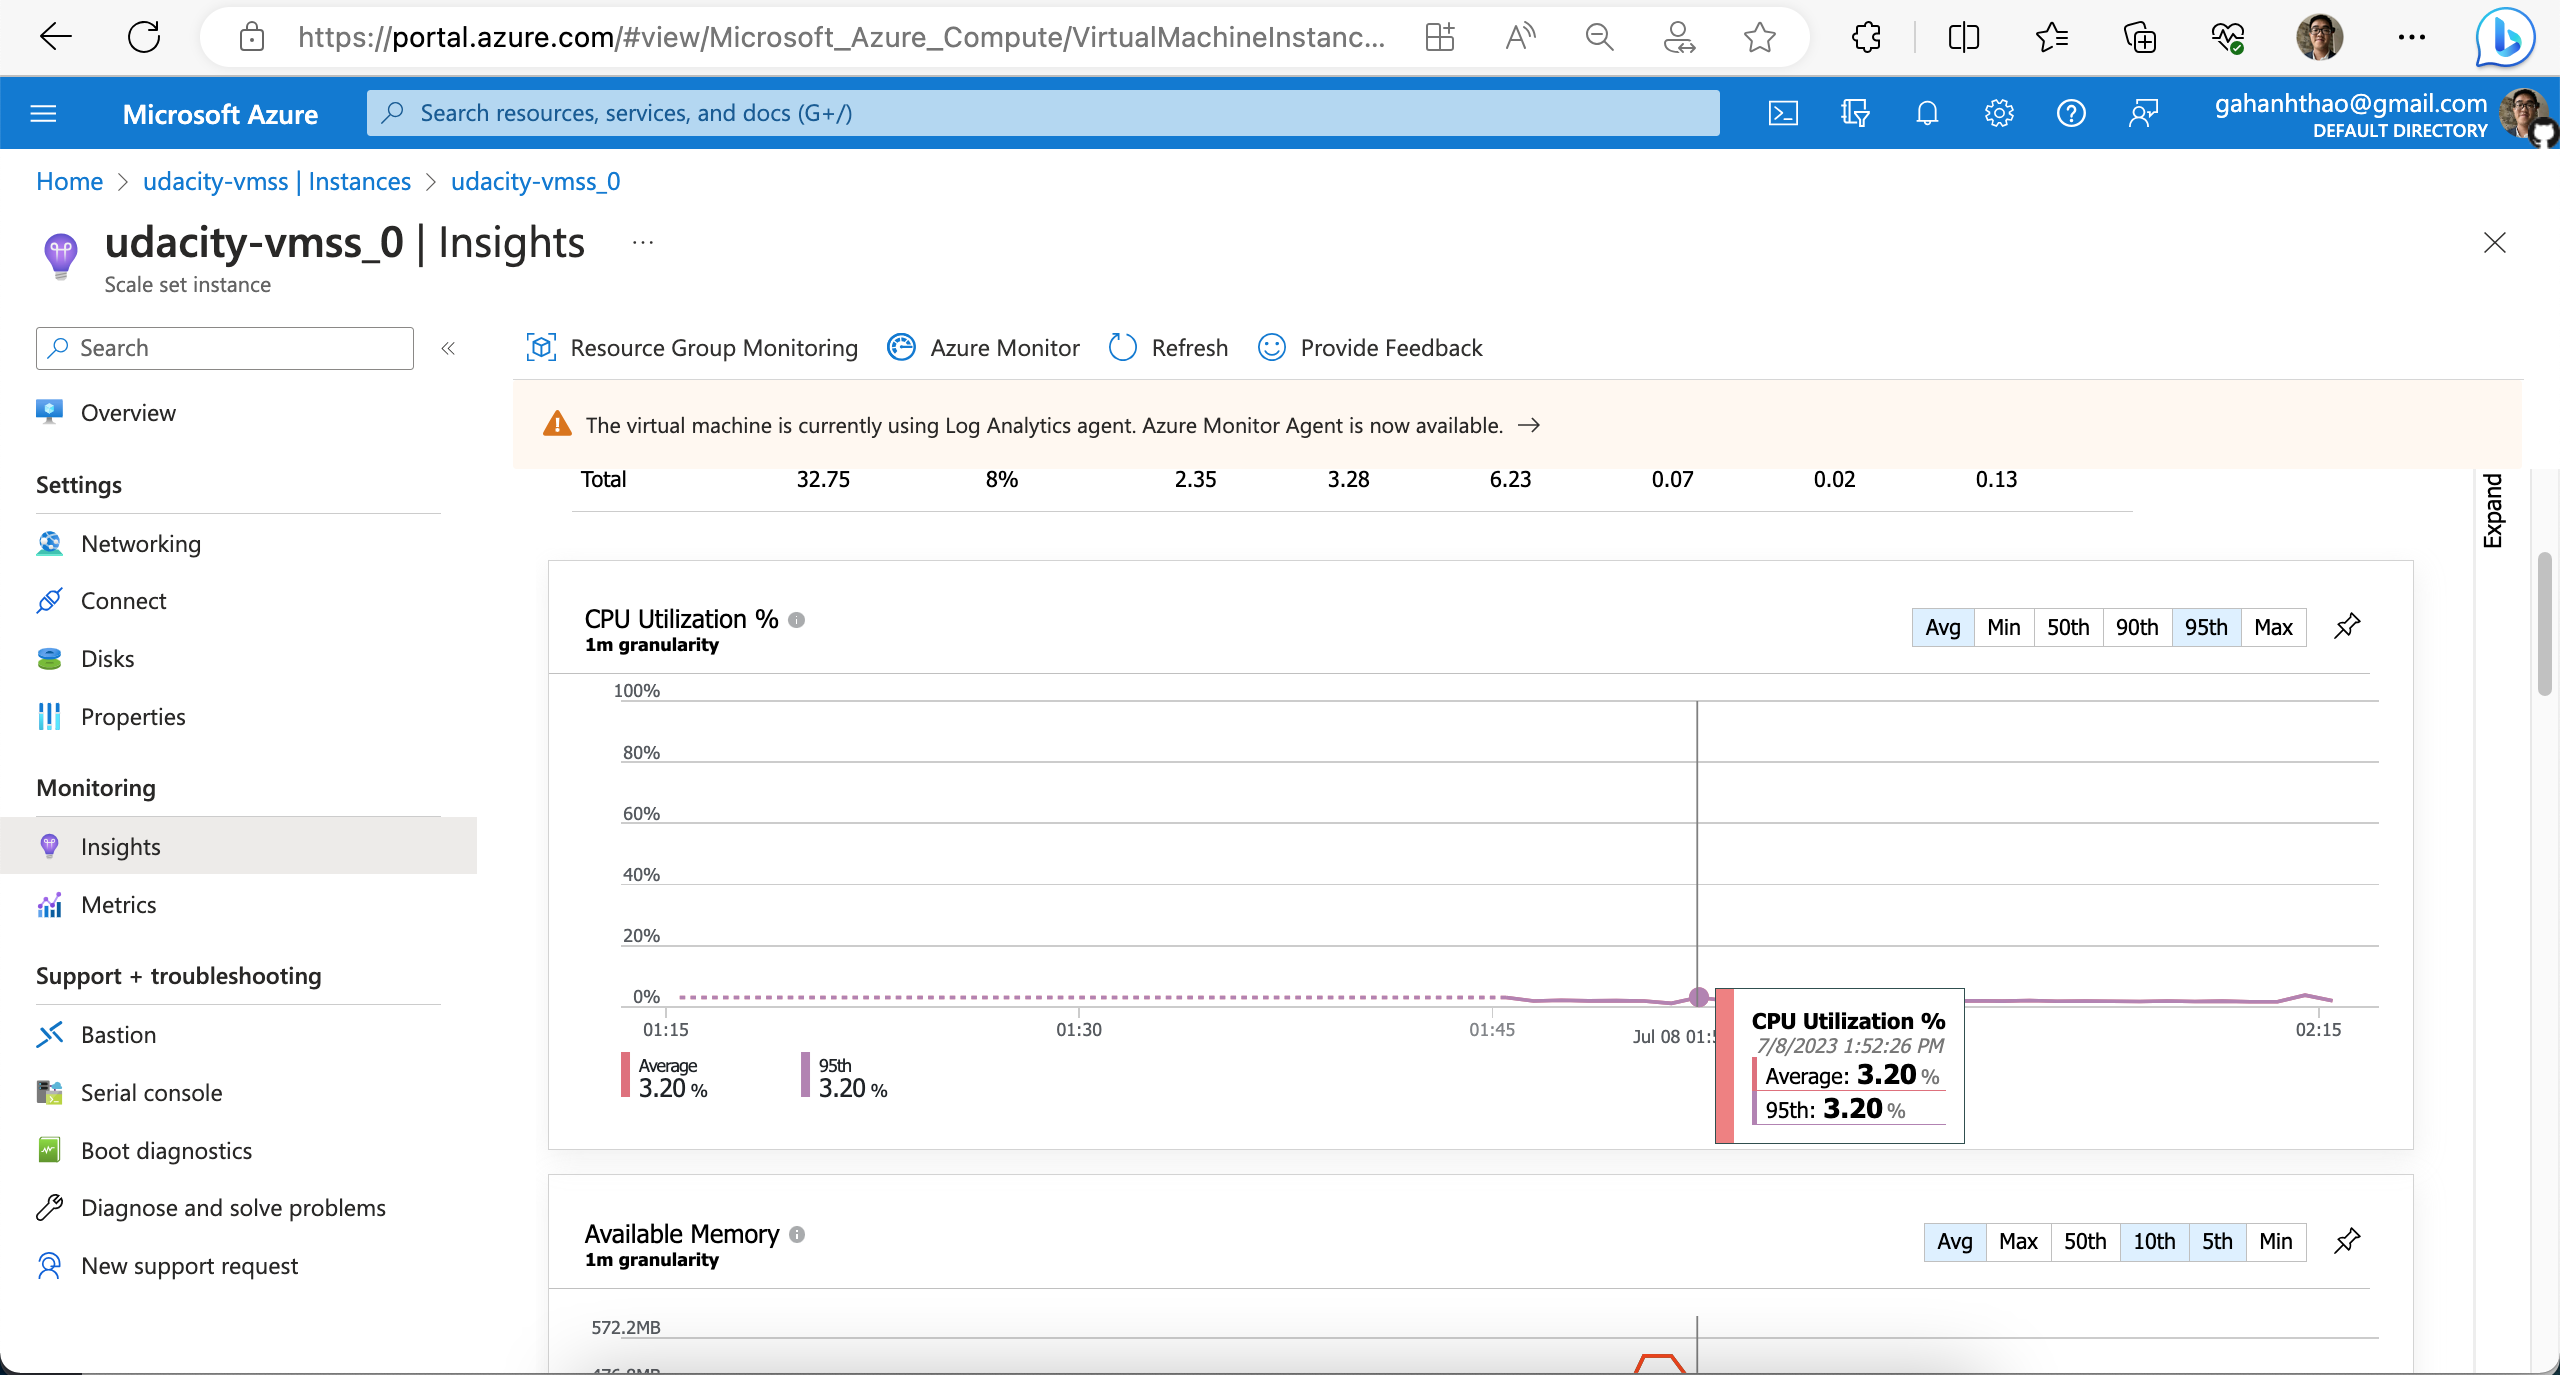 https://portal.azure.com/#view/Microsoft_Azure_Compute/VirtualMachineInstanc...
Microsoft Azure
Search resources, services, and docs (G+/)
gahanhthao@gmail.com
DEFAULT DIRECTORY
Home > udacity-vmss | Instances > udacity-vmss_0
udacity-vmss_0 | Insights ...
Scale set instance
Search
«
Resource Group Monitoring
Azure Monitor
Refresh
Provide Feedback
Overview
Settings
Networking
Connect
Disks
Properties
Monitoring
Insights
Metrics
Support + troubleshooting
Bastion
Serial console
Boot diagnostics
Diagnose and solve problems
New support request
The virtual machine is currently using Log Analytics agent. Azure Monitor Agent is now available. →
Total 32.75 8% 2.35 3.28 6.23 0.07 0.02 0.13
Expand
CPU Utilization %
1m granularity
Avg Min 50th 90th 95th Max
100%
80%
60%
40%
20%
0%
01:15 01:30 01:45 Jul 08 01:5 02:15
Average
3.20 %
95th
3.20 %
CPU Utilization %
7/8/2023 1:52:26 PM
Average: 3.20 %
95th: 3.20 %
Available Memory
1m granularity
Avg Max 50th 10th 5th Min
572.2MB